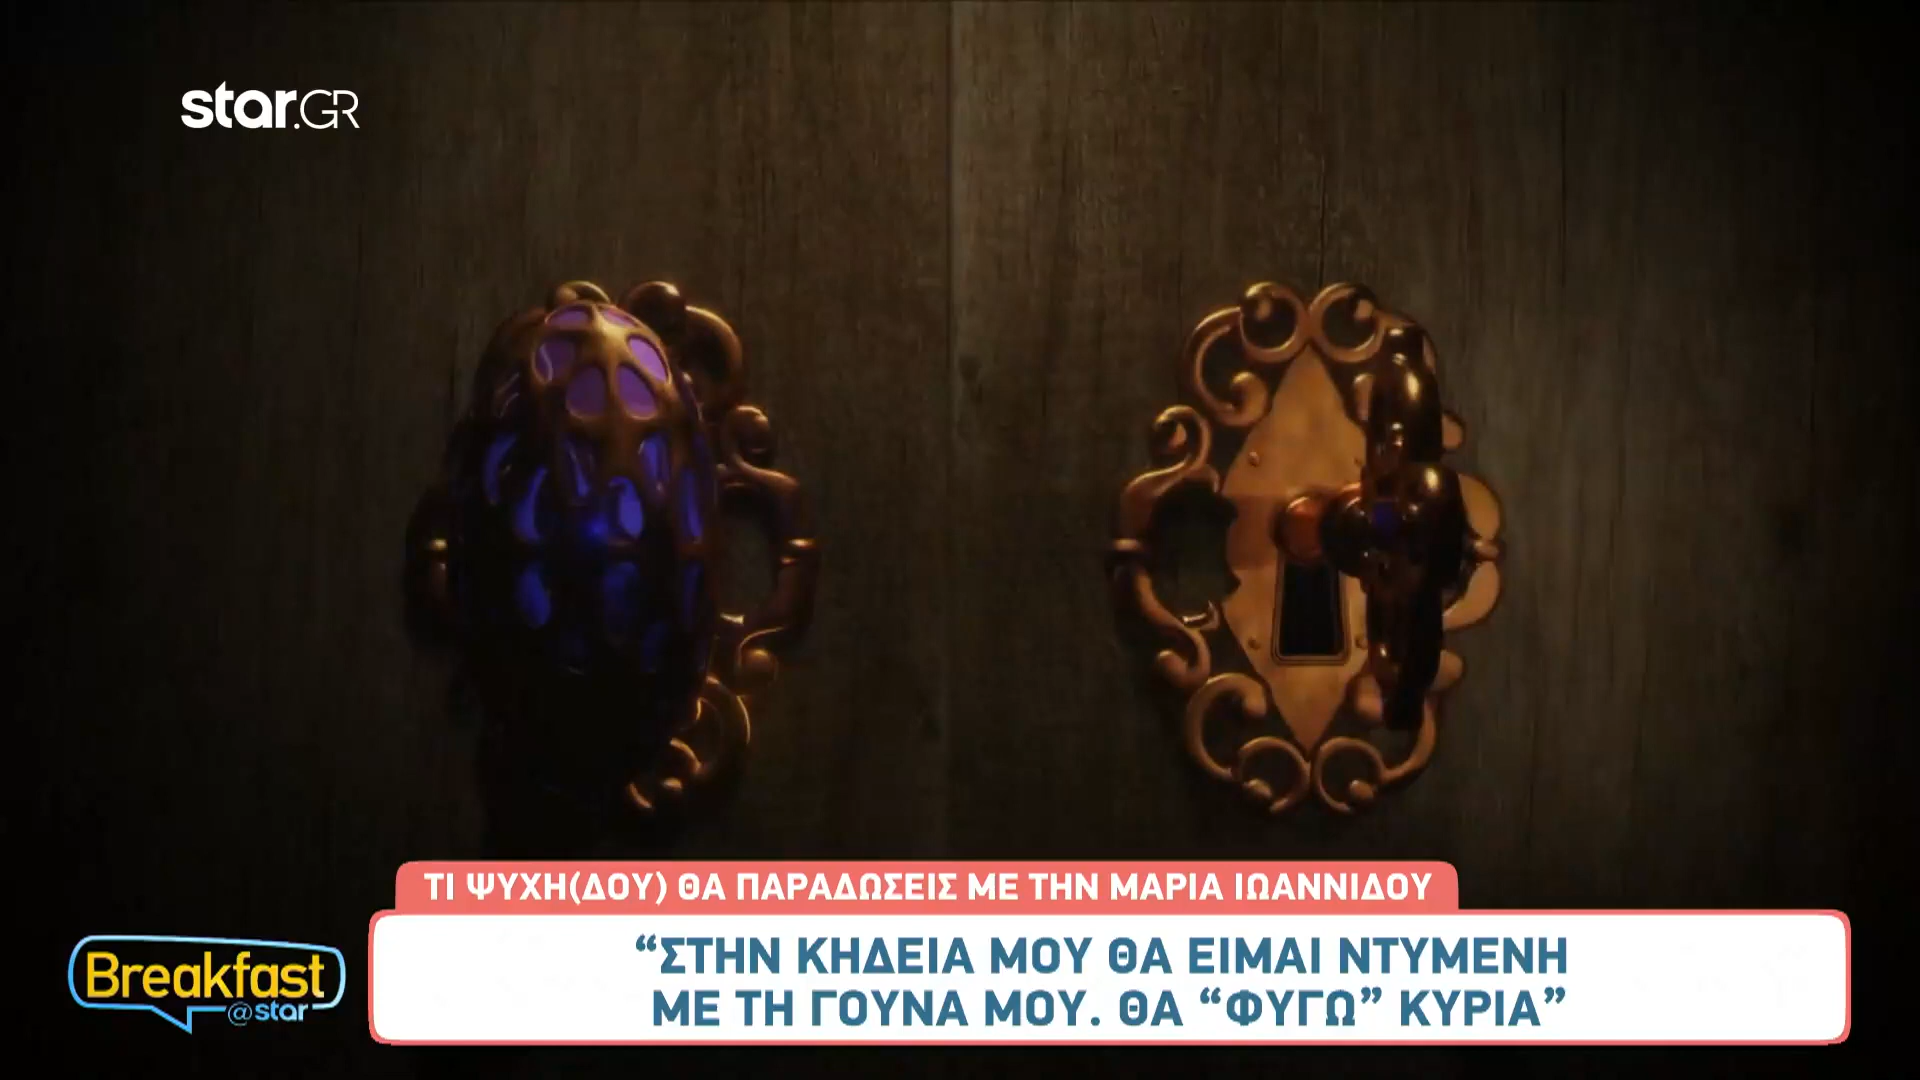 star.GR
ΤΙ ΨΥΧΗ(ΔΟΥ) ΘΑ ΠΑΡΑΔΩΣΕΙΣ ΜΕ ΤΗΝ ΜΑΡΙΑ ΙΩΑΝΝΙΔΟΥ
“ΣΤΗΝ ΚΗΔΕΙΑ ΜΟΥ ΘΑ ΕΙΜΑΙ ΝΤΥΜΕΝΗ
ΜΕ ΤΗ ΓΟΥΝΑ ΜΟΥ. ΘΑ “ΦΥΓΩ” ΚΥΡΙΑ”
Breakfast
@star